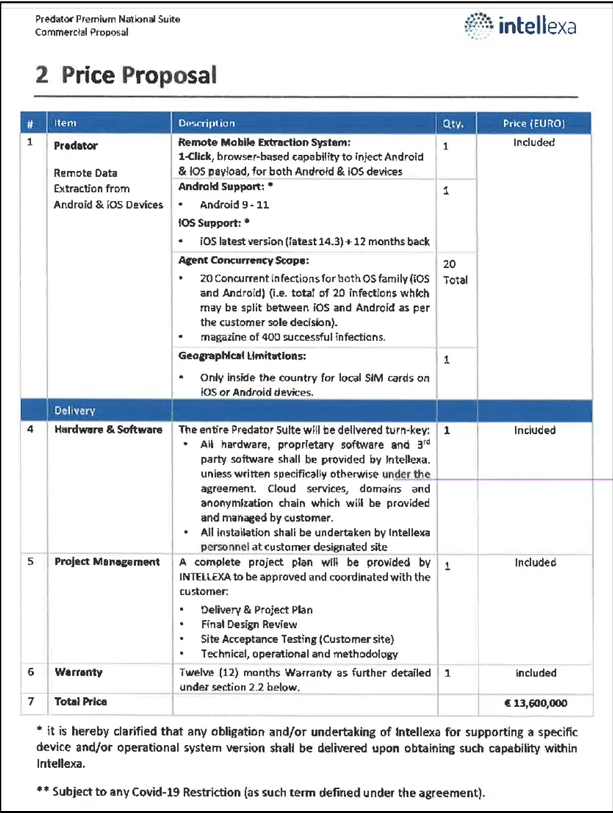 Predator Premium National Suite
Commercial Proposal
intellexa
2 Price Proposal
# Item Description Qty. Price (EURO)
1 Predator Remote Mobile Extraction System: 1 Included
1-Click, browser-based capability to inject Android
Remote Data & iOS payload, for both Android & iOS devices
Extraction from Android Support: * 1
Android & iOS Devices • Android 9 - 11
iOS Support: *
• iOS latest version (latest 14.3) + 12 months back
Agent Concurrency Scope: 20
• 20 Concurrent infections for both OS family (iOS Total
and Android) (i.e. total of 20 infections which
may be split between iOS and Android as per
the customer sole decision).
• magazine of 400 successful infections.
Geographical Limitations: 1
• Only inside the country for local SIM cards on
iOS or Android devices.
Delivery
4 Hardware & Software The entire Predator Suite will be delivered turn-key: 1 Included
• All hardware, proprietary software and 3rd
party software shall be provided by Intellexa.
unless written specifically otherwise under the
agreement. Cloud services, domains and
anonymization chain which will be provided
and managed by customer.
• All installation shall be undertaken by Intellexa
personnel at customer designated site
5 Project Management A complete project plan will be provided by 1 Included
INTELLEXA to be approved and coordinated with the
customer:
• Delivery & Project Plan
• Final Design Review
• Site Acceptance Testing (Customer site)
• Technical, operational and methodology
6 Warranty Twelve (12) months Warranty as further detailed 1 included
under section 2.2 below.
7 Total Price € 13,600,000
* it is hereby clarified that any obligation and/or undertaking of Intellexa for supporting a specific
device and/or operational system version shall be delivered upon obtaining such capability within
Intellexa.
** Subject to any Covid-19 Restriction (as such term defined under the agreement).